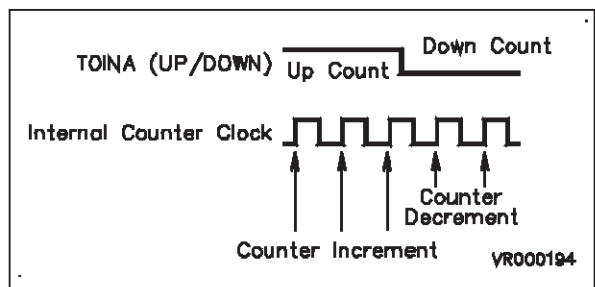 Down Count
TOINA (UP/DOWN)
Up Count
Internal Counter Clock
Counter
Decrement
Counter Increment
VR000194